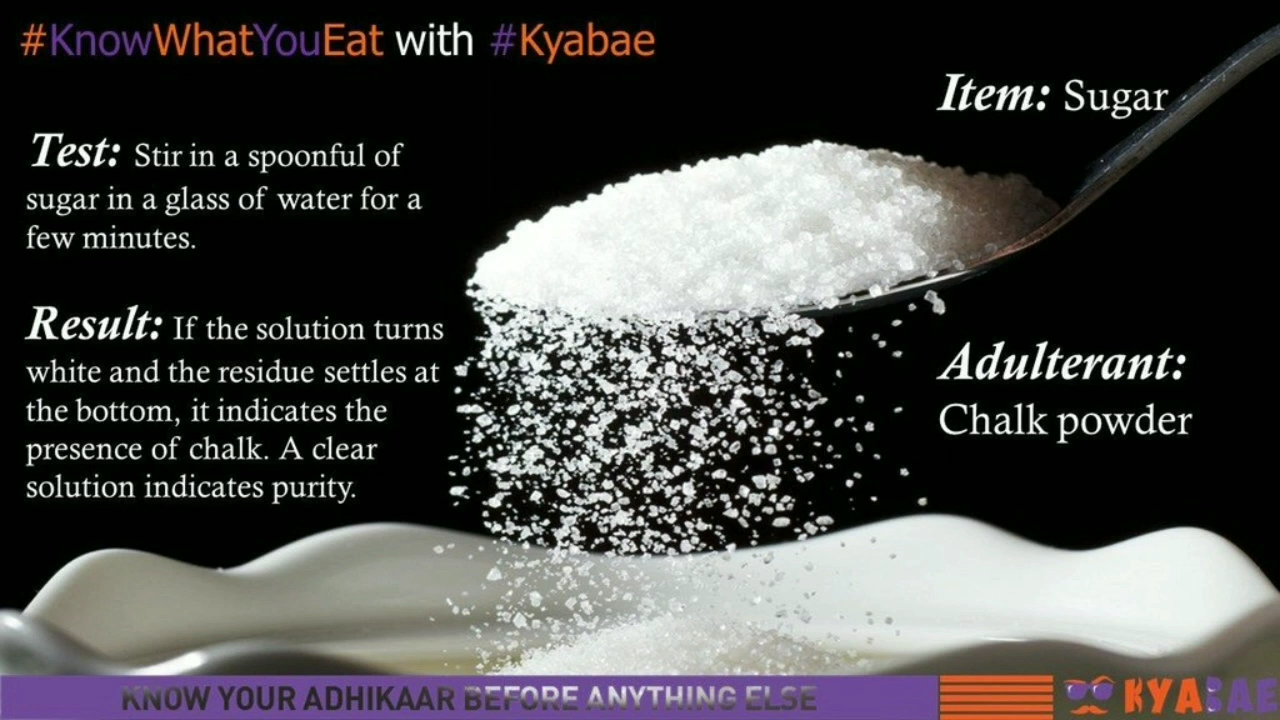 #KnowWhatYouEat with #Kyabae
Item: Sugar
Test: Stir in a spoonful of
sugar in a glass of water for a
few minutes.
Result: If the solution turns
white and the residue settles at
the bottom, it indicates the
presence of chalk. A clear
solution indicates purity.
Adulterant:
Chalk powder
KNOW YOUR ADHIKAAR BEFORE ANYTHING ELSE
KYABAE